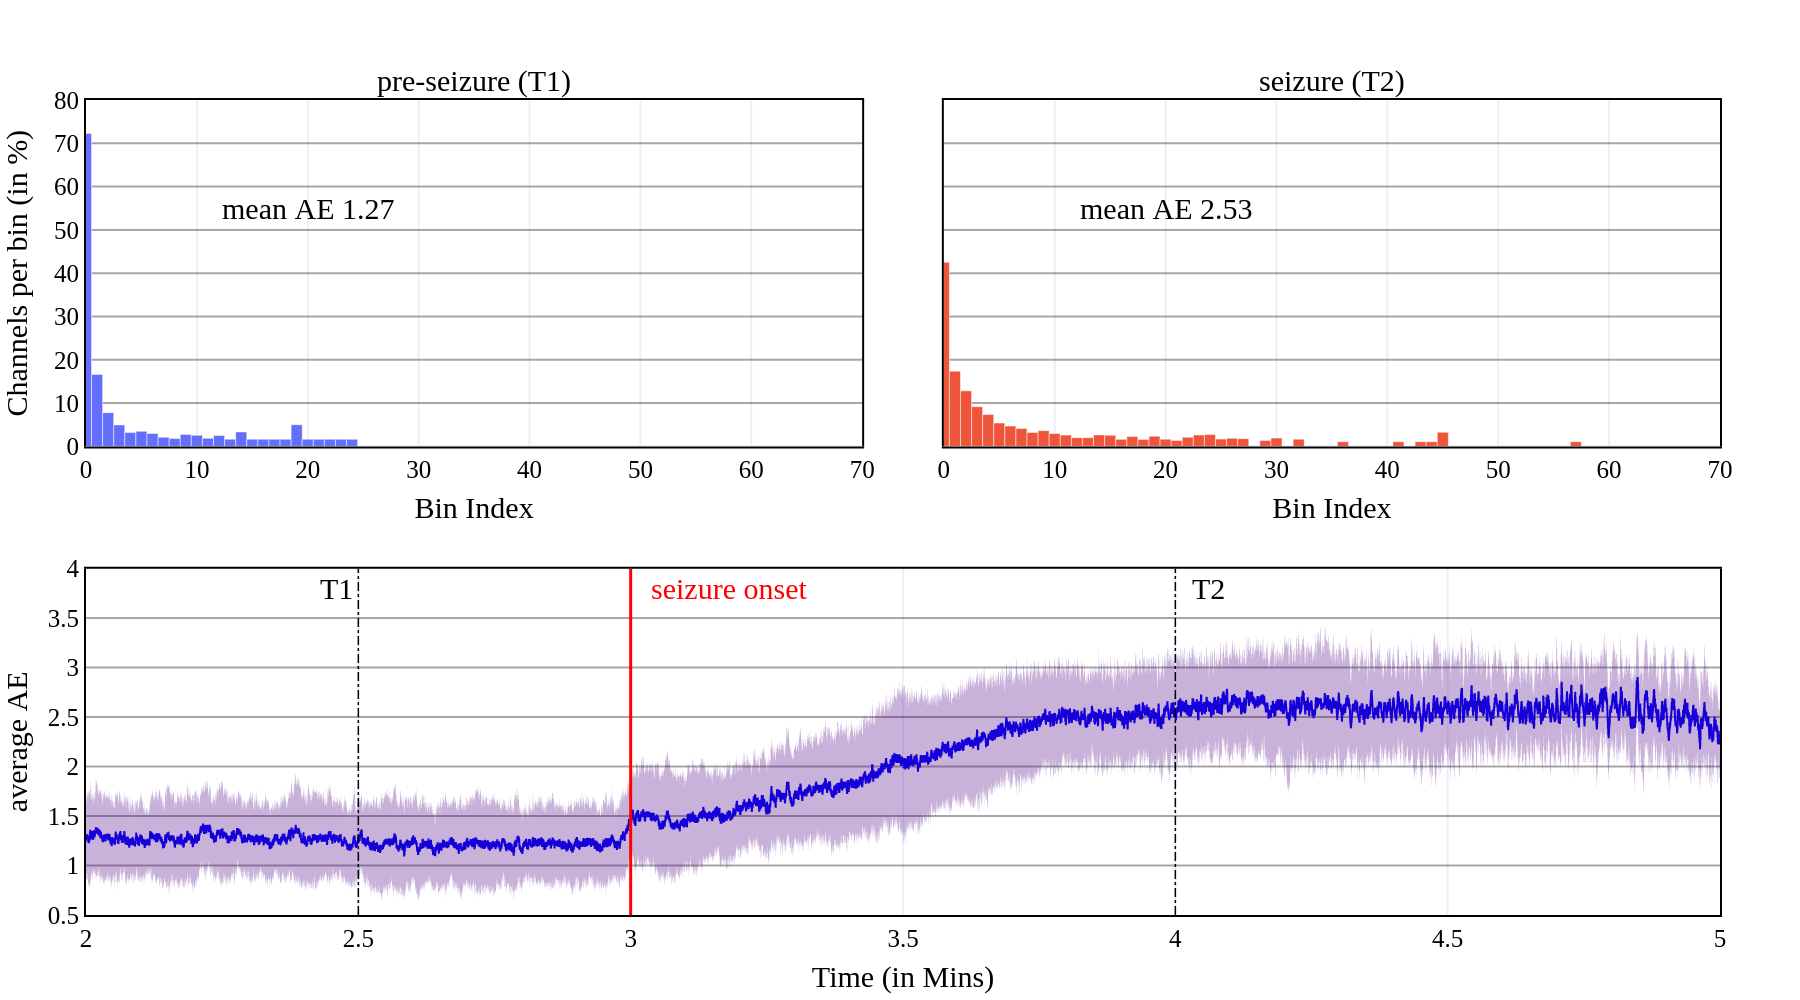 pre-seizure (T1)
seizure (T2)
Channels per bin (in %)
80
70
60
50
40
30
20
10
0
mean AE 1.27
mean AE 2.53
0 10 20 30 40 50 60 70
0 10 20 30 40 50 60 70
Bin Index
Bin Index
average AE
4
3.5
3
2.5
2
1.5
1
0.5
T1
seizure onset
T2
2 2.5 3 3.5 4 4.5 5
Time (in Mins)